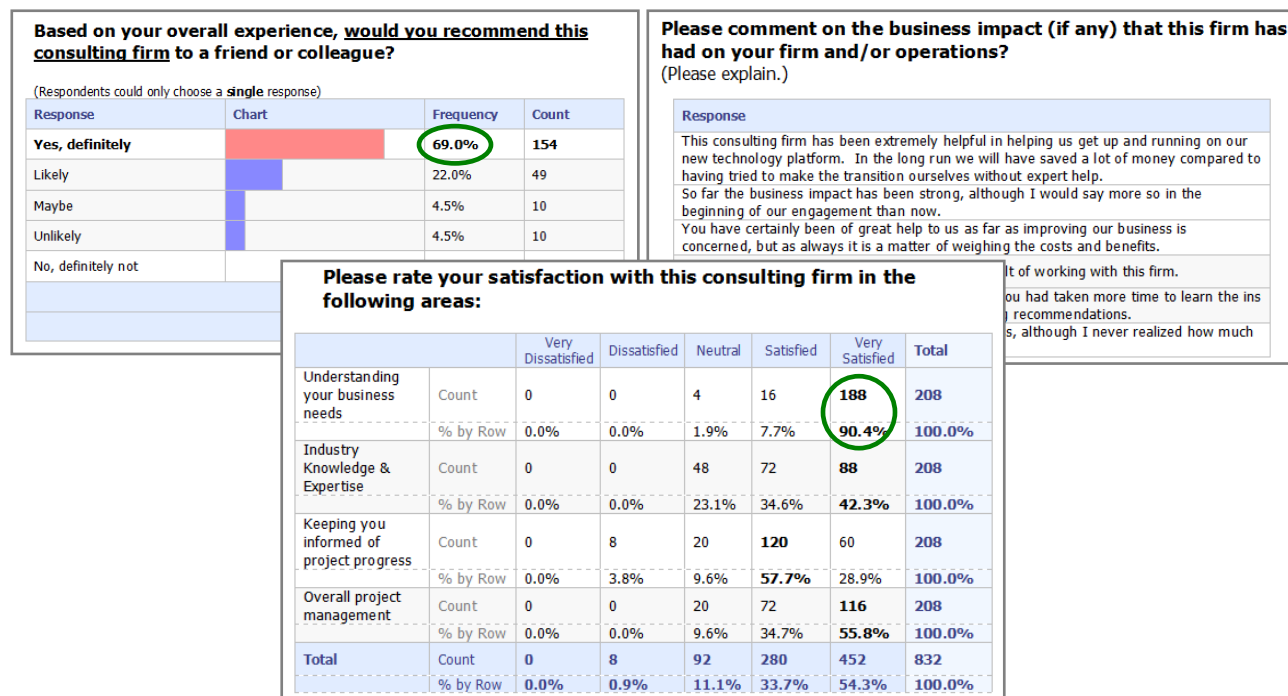 Based on your overall experience, would you recommend this
consulting firm to a friend or colleague?
(Respondents could only choose a single response)
Response Chart Frequency Count
Yes, definitely 69.0% 154
Likely 22.0% 49
Maybe 4.5% 10
Unlikely 4.5% 10
No, definitely not
Please comment on the business impact (if any) that this firm has
had on your firm and/or operations?
(Please explain.)
Response
This consulting firm has been extremely helpful in helping us get up and running on our
new technology platform. In the long run we will have saved a lot of money compared to
having tried to make the transition ourselves without expert help.
So far the business impact has been strong, although I would say more so in the
beginning of our engagement than now.
You have certainly been of great help to us as far as improving our business is
concerned, but as always it is a matter of weighing the costs and benefits.
lt of working with this firm.
ou had taken more time to learn the ins
recommendations.
s, although I never realized how much
Please rate your satisfaction with this consulting firm in the
following areas:
Very
Dissatisfied Dissatisfied Neutral Satisfied Very
Satisfied Total
Understanding
your business
needs Count 0 0 4 16 188 208
% by Row 0.0% 0.0% 1.9% 7.7% 90.4% 100.0%
Industry
Knowledge &
Expertise Count 0 0 48 72 88 208
% by Row 0.0% 0.0% 23.1% 34.6% 42.3% 100.0%
Keeping you
informed of
project progress Count 0 8 20 120 60 208
% by Row 0.0% 3.8% 9.6% 57.7% 28.9% 100.0%
Overall project
management Count 0 0 20 72 116 208
% by Row 0.0% 0.0% 9.6% 34.7% 55.8% 100.0%
Total Count 0 8 92 280 452 832
% by Row 0.0% 0.9% 11.1% 33.7% 54.3% 100.0%